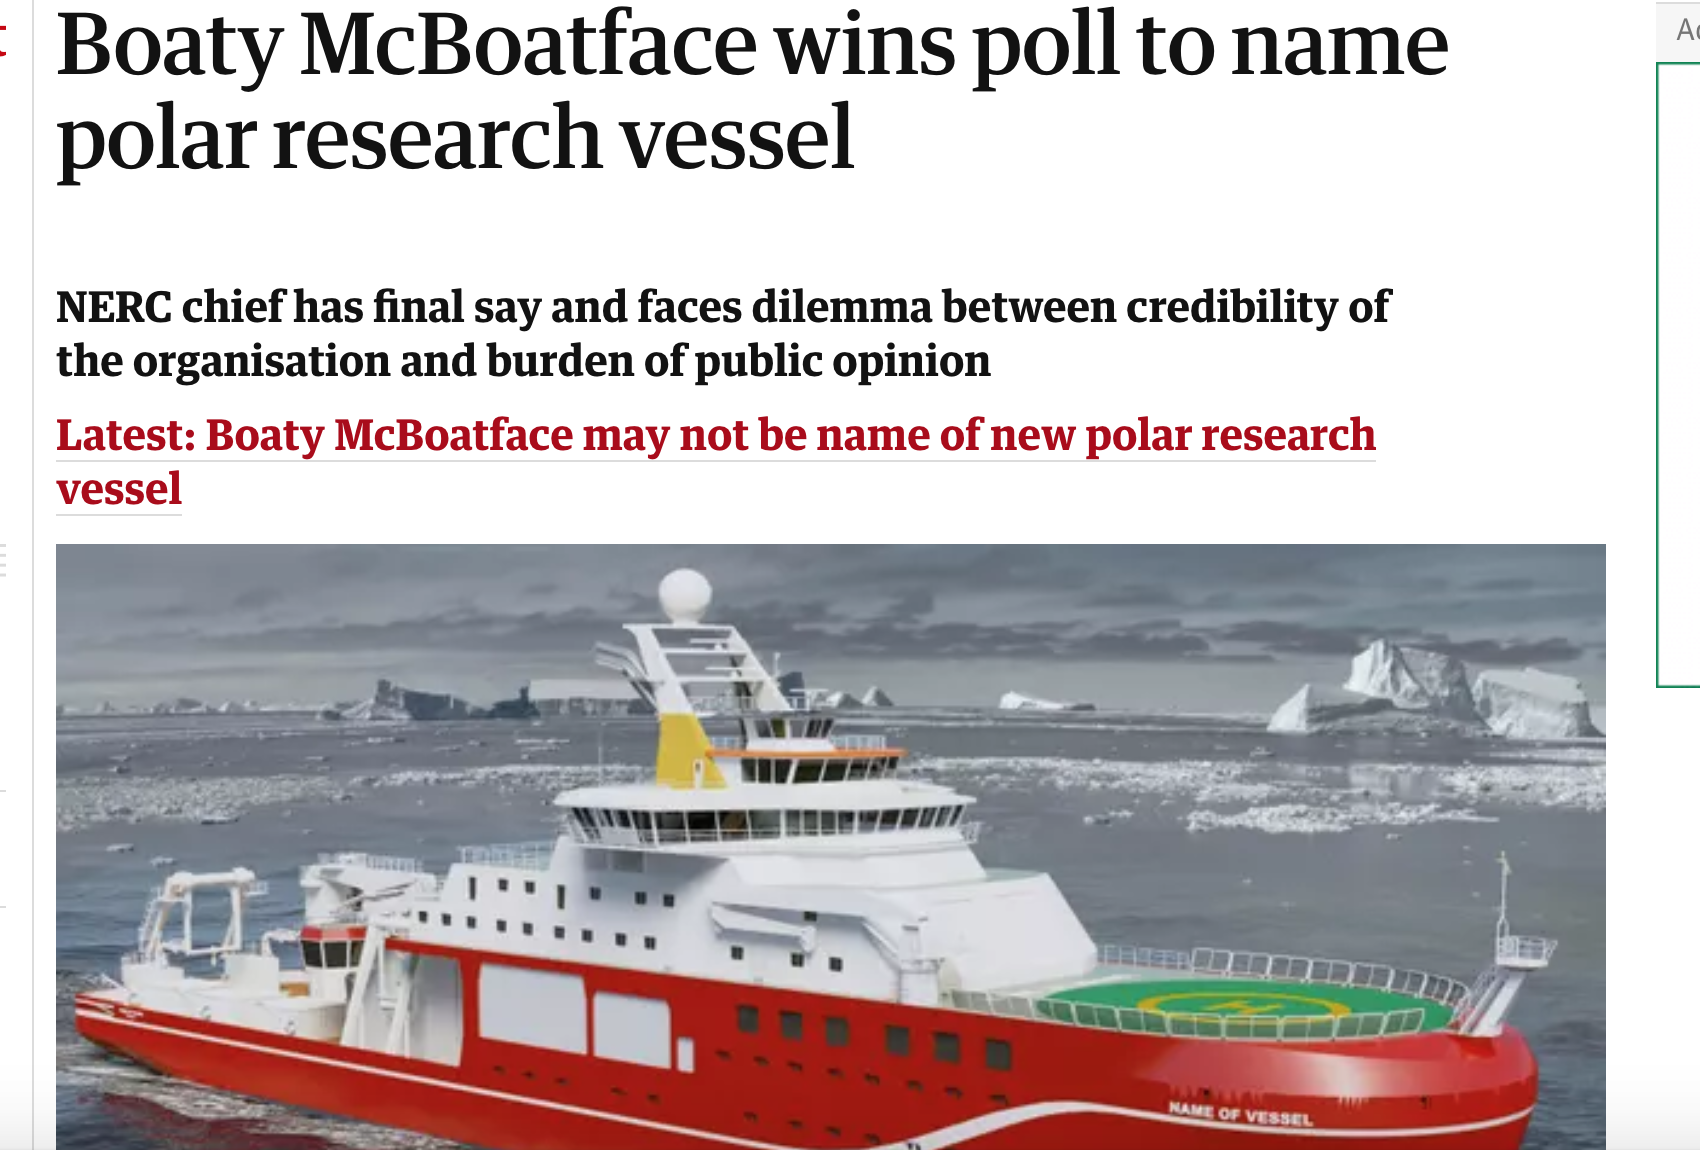 Boaty McBoatface wins poll to name
polar research vessel
NERC chief has final say and faces dilemma between credibility of
the organisation and burden of public opinion
Latest: Boaty McBoatface may not be name of new polar research
vessel
H
NAME OF VESSEL